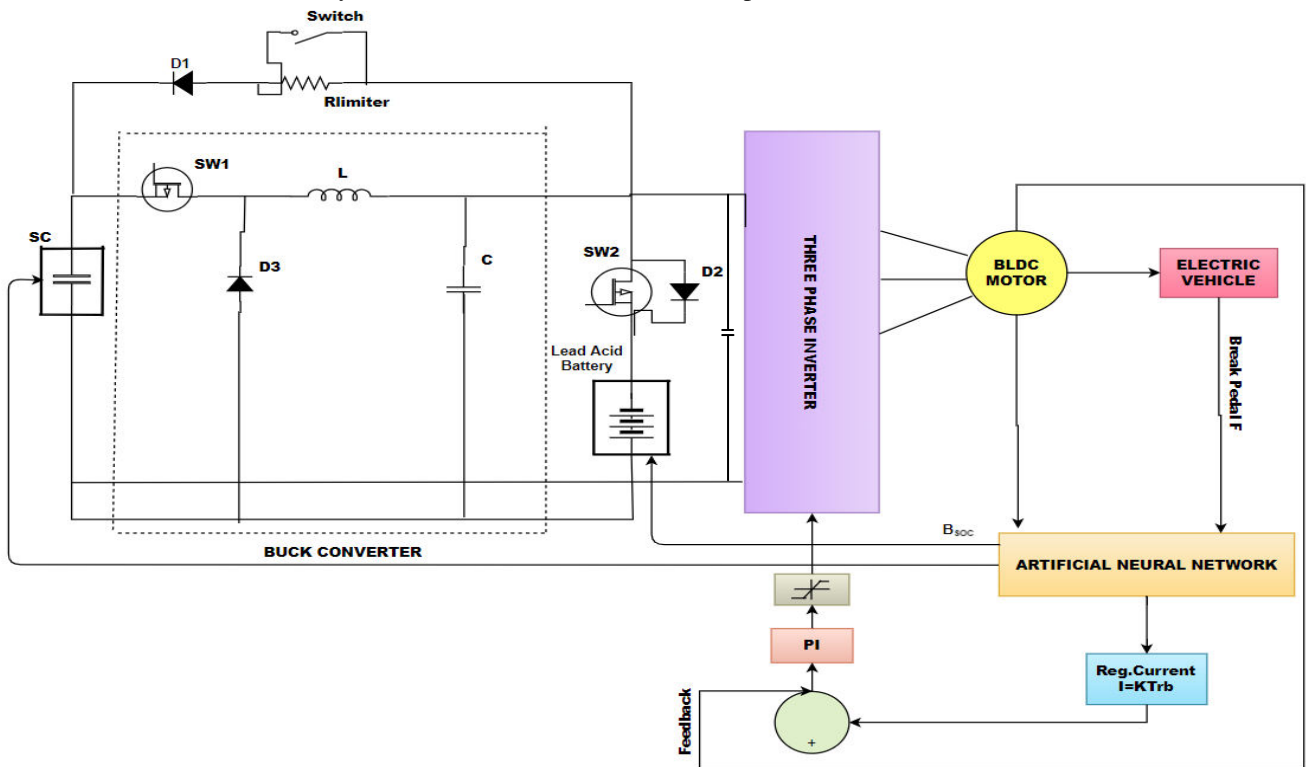 Switch
D1
Rlimiter
SW1
L
SC
D3
C
SW2
D2
Lead Acid
Battery
THREE PHASE INVERTER
BLDC
MOTOR
ELECTRIC
VEHICLE
Break Pedal F
BUCK CONVERTER
BSOC
ARTIFICIAL NEURAL NETWORK
PI
Reg.Current
I=KTrb
Feedback
+